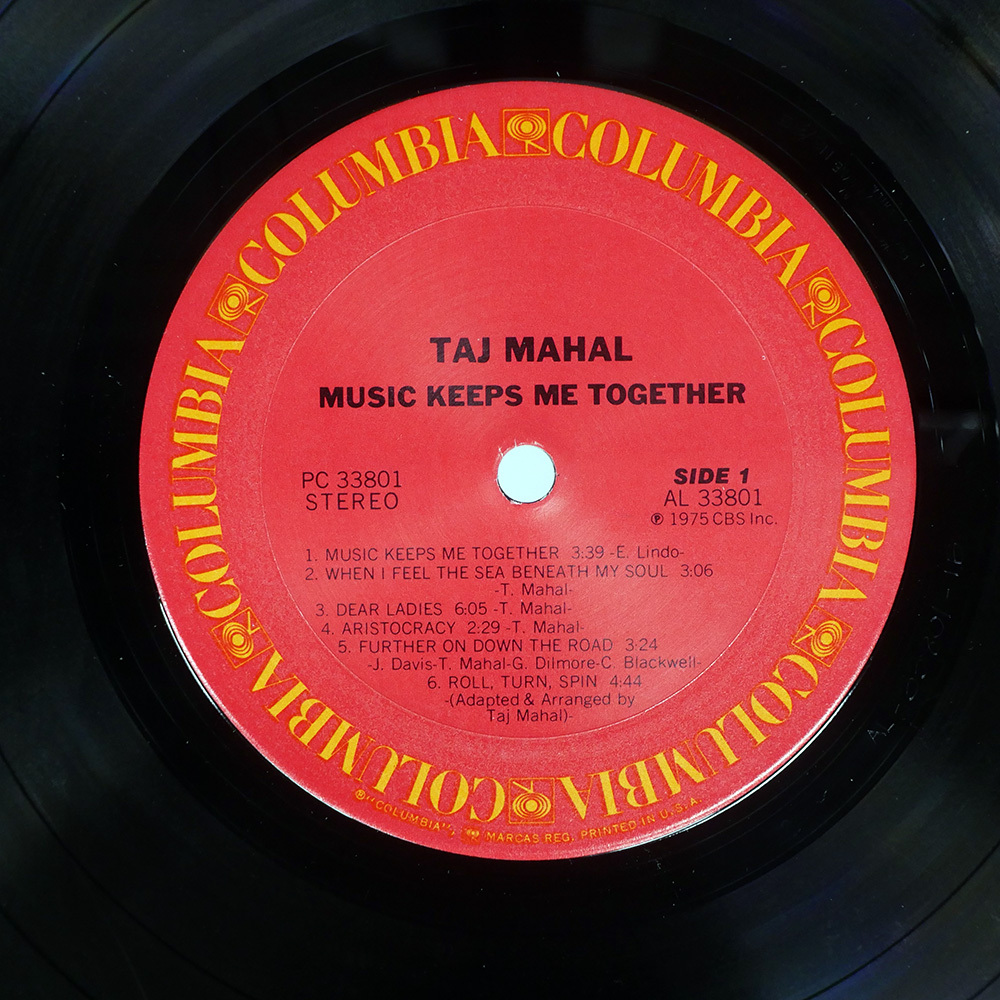 COLUMBIA COLUMBIA COLUMBIA COLUMBIA COLUMBIA COLUMBIA
TAJ MAHAL
MUSIC KEEPS ME TOGETHER
PC 33801
STEREO
SIDE 1
AL 33801
℗ 1975 CBS Inc.
1. MUSIC KEEPS ME TOGETHER 3:39 -E. Lindo-
2. WHEN I FEEL THE SEA BENEATH MY SOUL 3:06
-T. Mahal-
3. DEAR LADIES 6:05 -T. Mahal-
4. ARISTOCRACY 2:29 -T. Mahal-
5. FURTHER ON DOWN THE ROAD 3:24
-J. Davis-T. Mahal-G. Dilmore-C. Blackwell-
6. ROLL, TURN, SPIN 4:44
-(Adapted & Arranged by
Taj Mahal)-
®"COLUMBIA", MARCAS REG. PRINTED IN U.S.A.